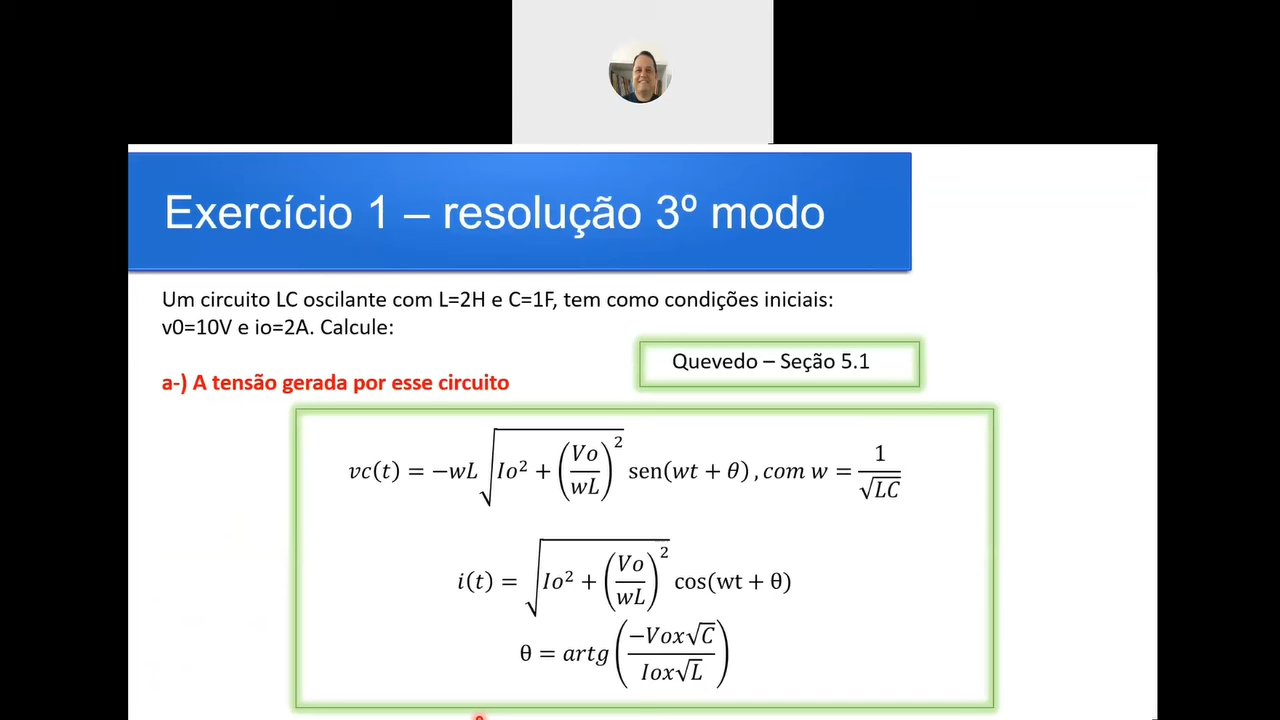 Exercício 1 – resolução 3º modo
Um circuito LC oscilante com L=2H e C=1F, tem como condições iniciais:
v0=10V e io=2A. Calcule:
Quevedo – Seção 5.1
a-) A tensão gerada por esse circuito
vc(t) = −wL√(Io² + (Vo/wL)²) sen(wt + θ) , com w = 1/√LC
i(t) = √(Io² + (Vo/wL)²) cos(wt + θ)
θ = artg(−Vox√C/Iox√L)